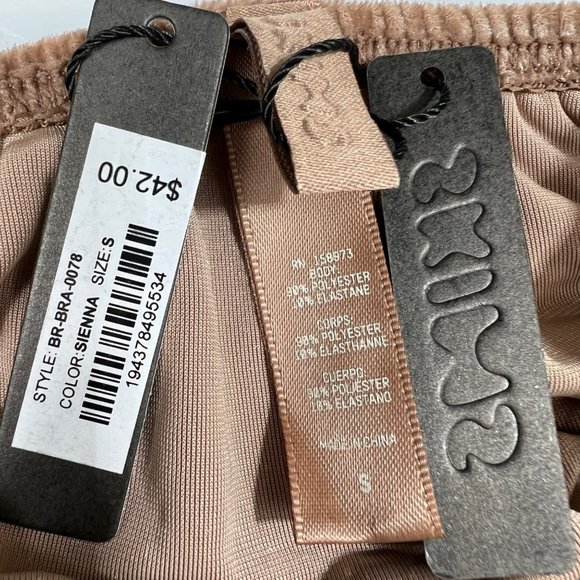 $42.00
STYLE: BR-BRA-0078
COLOR:SIENNA SIZE:S
194378495534
RN 158973
BODY
90% POLYESTER
10% ELASTANE
CORPS
90% POLYESTER
10% ELASTHANNE
CUERPO
90% POLIESTER
10% ELASTANO
MADE IN CHINA
S
SKIMS